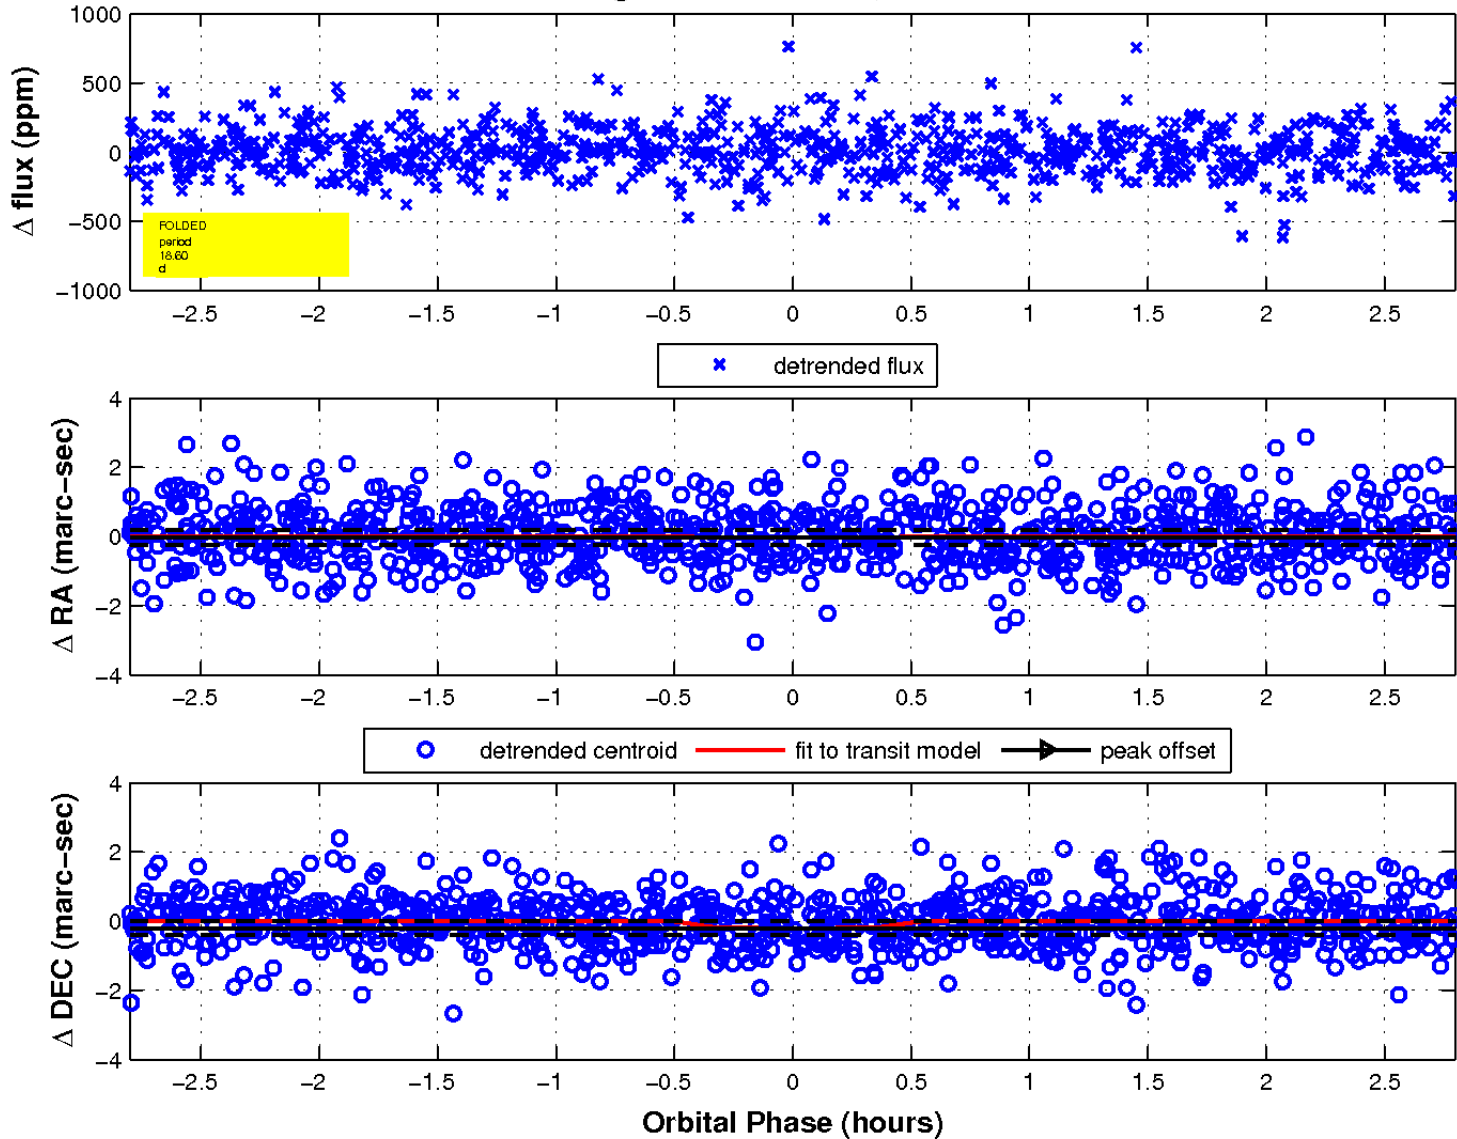 1000
500
0
−500
−1000
Δ flux (ppm)
FOLDED
period
18.60
d
−2.5 −2 −1.5 −1 −0.5 0 0.5 1 1.5 2 2.5
detrended flux
4
2
0
−2
−4
Δ RA (marc−sec)
−2.5 −2 −1.5 −1 −0.5 0 0.5 1 1.5 2 2.5
detrended centroid fit to transit model peak offset
4
2
0
−2
−4
Δ DEC (marc−sec)
−2.5 −2 −1.5 −1 −0.5 0 0.5 1 1.5 2 2.5
Orbital Phase (hours)